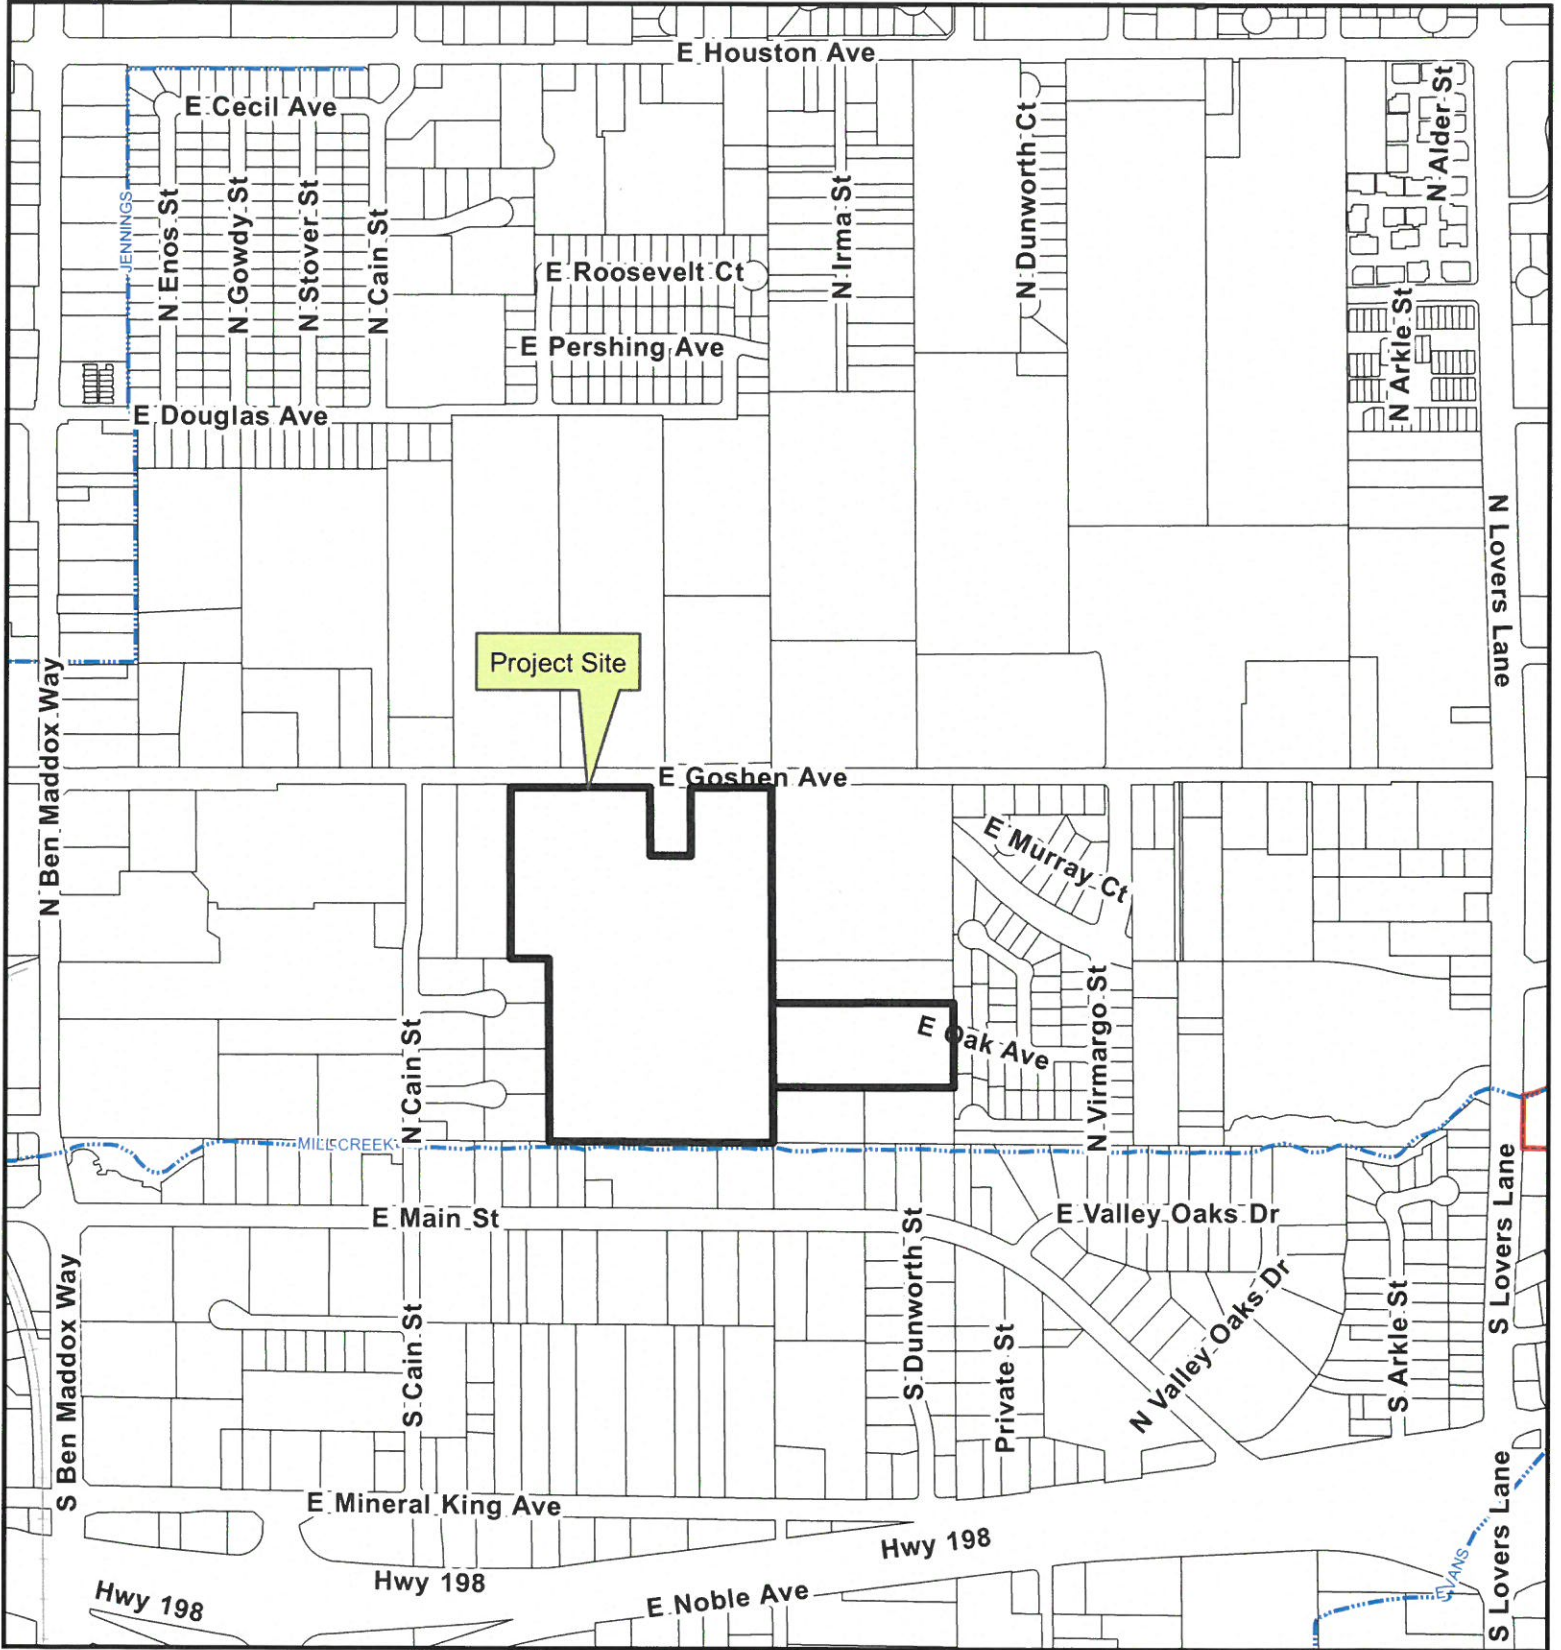 E Houston Ave
E Cecil Ave
N Alder St
N Dunworth Ct
JENNINGS
N Enos St
N Gowdy St
N Stover St
N Cain St
N Irma St
E Roosevelt Ct
E Pershing Ave
N Arkle St
E Douglas Ave
N Lovers Lane
Project Site
N Ben Maddox Way
E Goshen Ave
E Murray Ct
N Cain St
E Oak Ave
N Virmargo St
MILL CREEK
E Main St
S Dunworth St
E Valley Oaks Dr
S Lovers Lane
S Ben Maddox Way
S Cain St
Private St
N Valley Oaks Dr
S Arkle St
E Mineral King Ave
Hwy 198
Hwy 198
Hwy 198
E Noble Ave
EVANS
S Lovers Lane